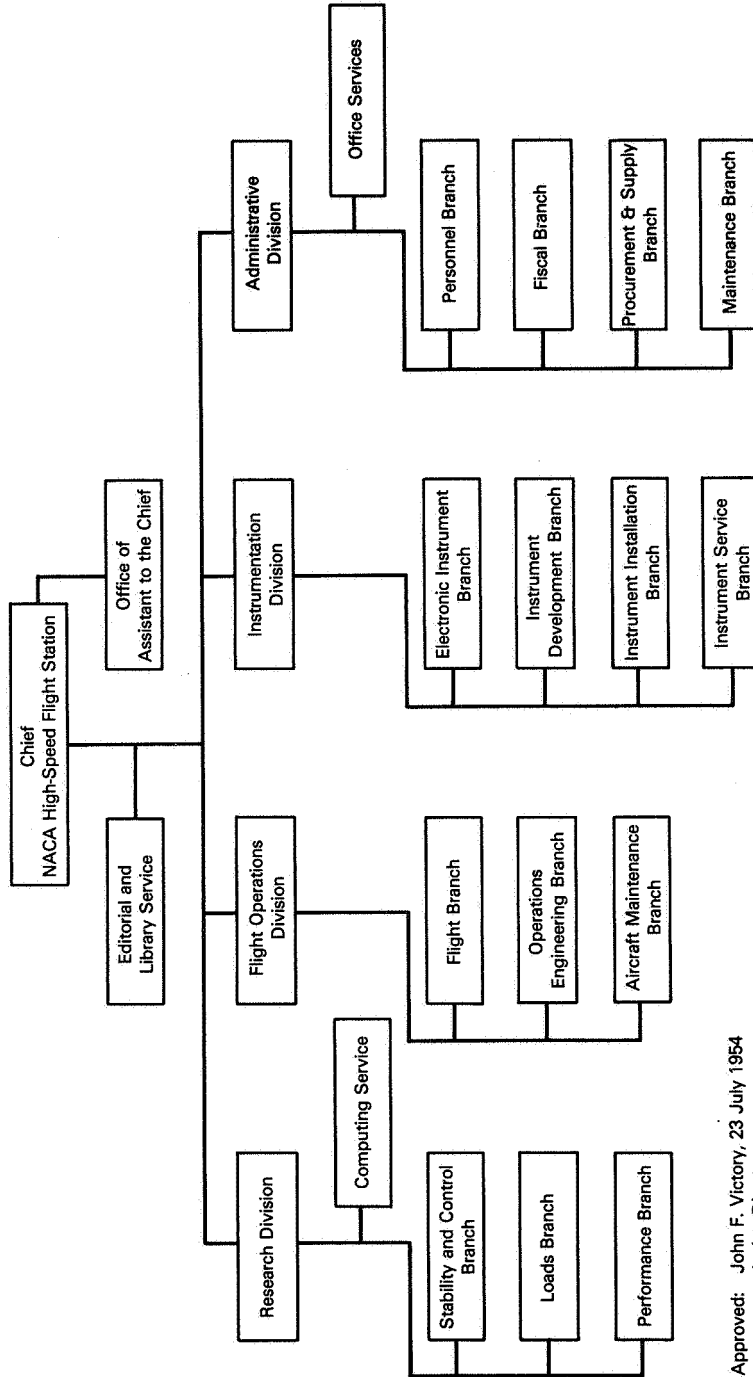 Chief
NACA High-Speed Flight Station
Office of
Assistant to the Chief
Editorial and
Library Service
Research Division
Flight Operations
Division
Instrumentation
Division
Administrative
Division
Computing Service
Office Services
Stability and Control
Branch
Loads Branch
Performance Branch
Flight Branch
Operations
Engineering Branch
Aircraft Maintenance
Branch
Electronic Instrument
Branch
Instrument
Development Branch
Instrument Installation
Branch
Instrument Service
Branch
Personnel Branch
Fiscal Branch
Procurement & Supply
Branch
Maintenance Branch
Approved: John F. Victory, 23 July 1954